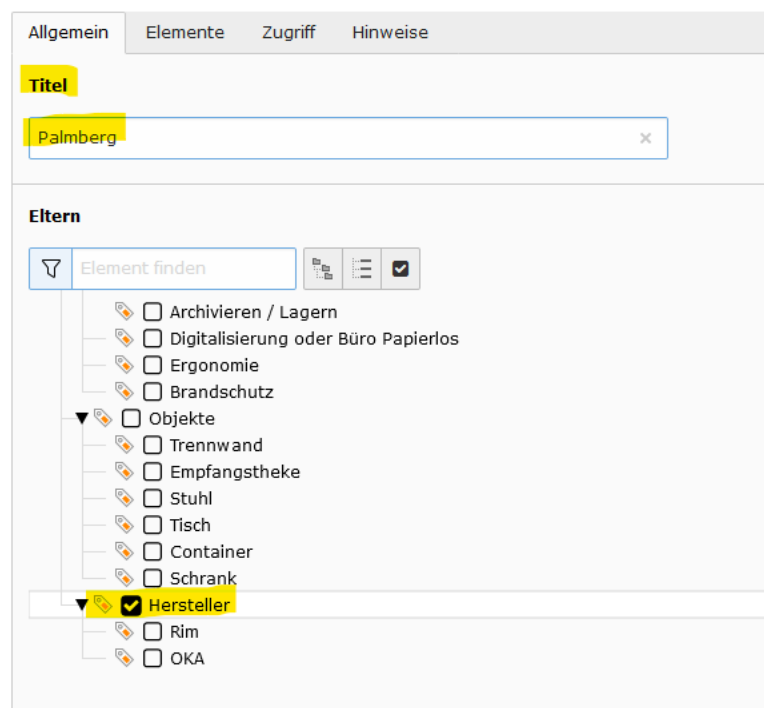 Allgemein Elemente Zugriff Hinweise
Titel
Palmberg
Eltern
Element finden
Archivieren / Lagern
Digitalisierung oder Büro Papierlos
Ergonomie
Brandschutz
Objekte
Trennwand
Empfangstheke
Stuhl
Tisch
Container
Schrank
Hersteller
Rim
OKA